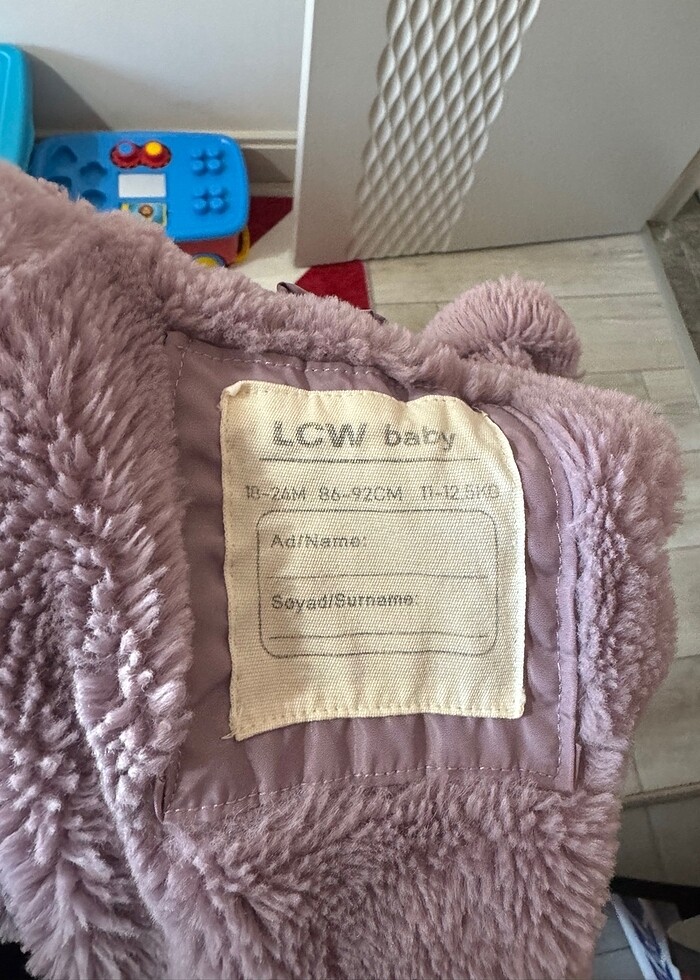 LCW baby
18-24M 86-92CM 11-12,5KG
Ad/Name:
Soyad/Surname: